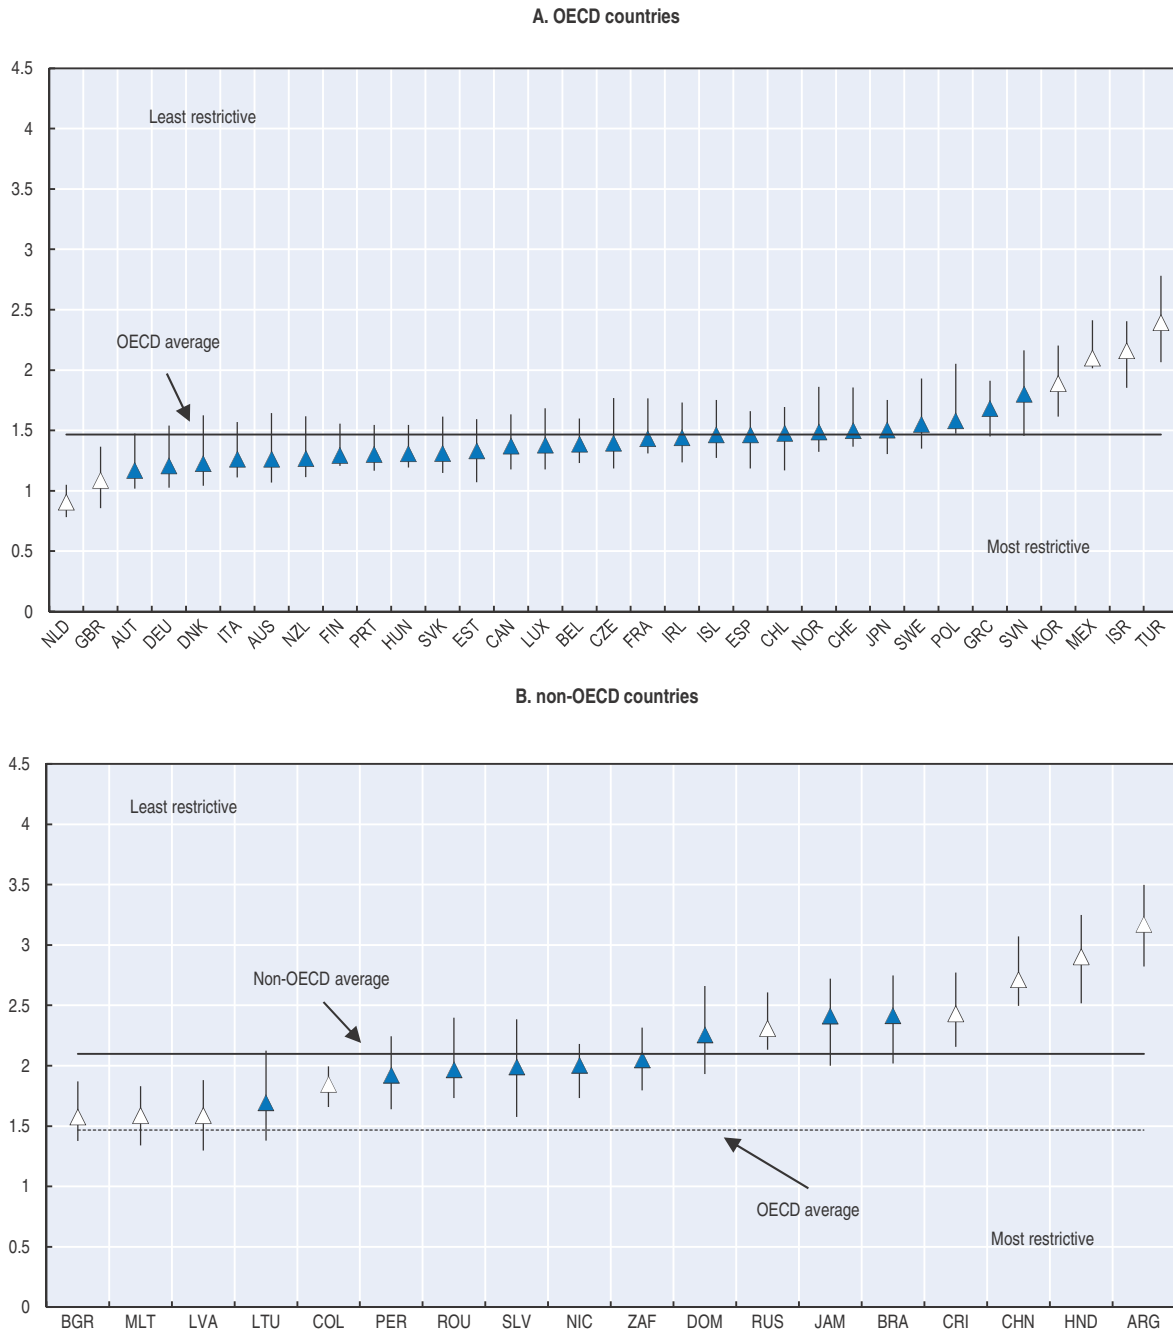 A. OECD countries
4.5
Least restrictive
4
3.5
3
2.5
OECD average
2
1.5
1
Most restrictive
0.5
0
NLD GBR AUT DEU DNK ITA AUS NZL FIN PRT HUN SVK EST CAN LUX BEL CZE FRA IRL ISL ESP CHL NOR CHE JPN SWE POL GRC SVN KOR MEX ISR TUR
B. non-OECD countries
4.5
Least restrictive
4
3.5
3
Non-OECD average
2.5
2
1.5
1
OECD average
Most restrictive
0.5
0
BGR MLT LVA LTU COL PER ROU SLV NIC ZAF DOM RUS JAM BRA CRI CHN HND ARG